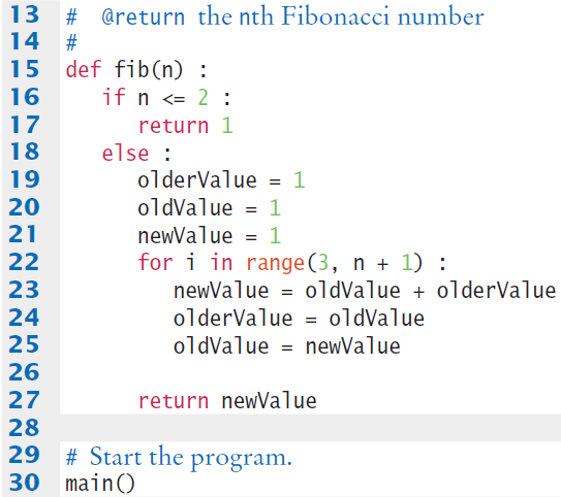 13 #  @return the nth Fibonacci number
14 #
15 def fib(n) :
16    if n <= 2 :
17       return 1
18    else :
19       olderValue = 1
20       oldValue = 1
21       newValue = 1
22       for i in range(3, n + 1) :
23          newValue = oldValue + olderValue
24          olderValue = oldValue
25          oldValue = newValue
26
27       return newValue
28
29 # Start the program.
30 main()